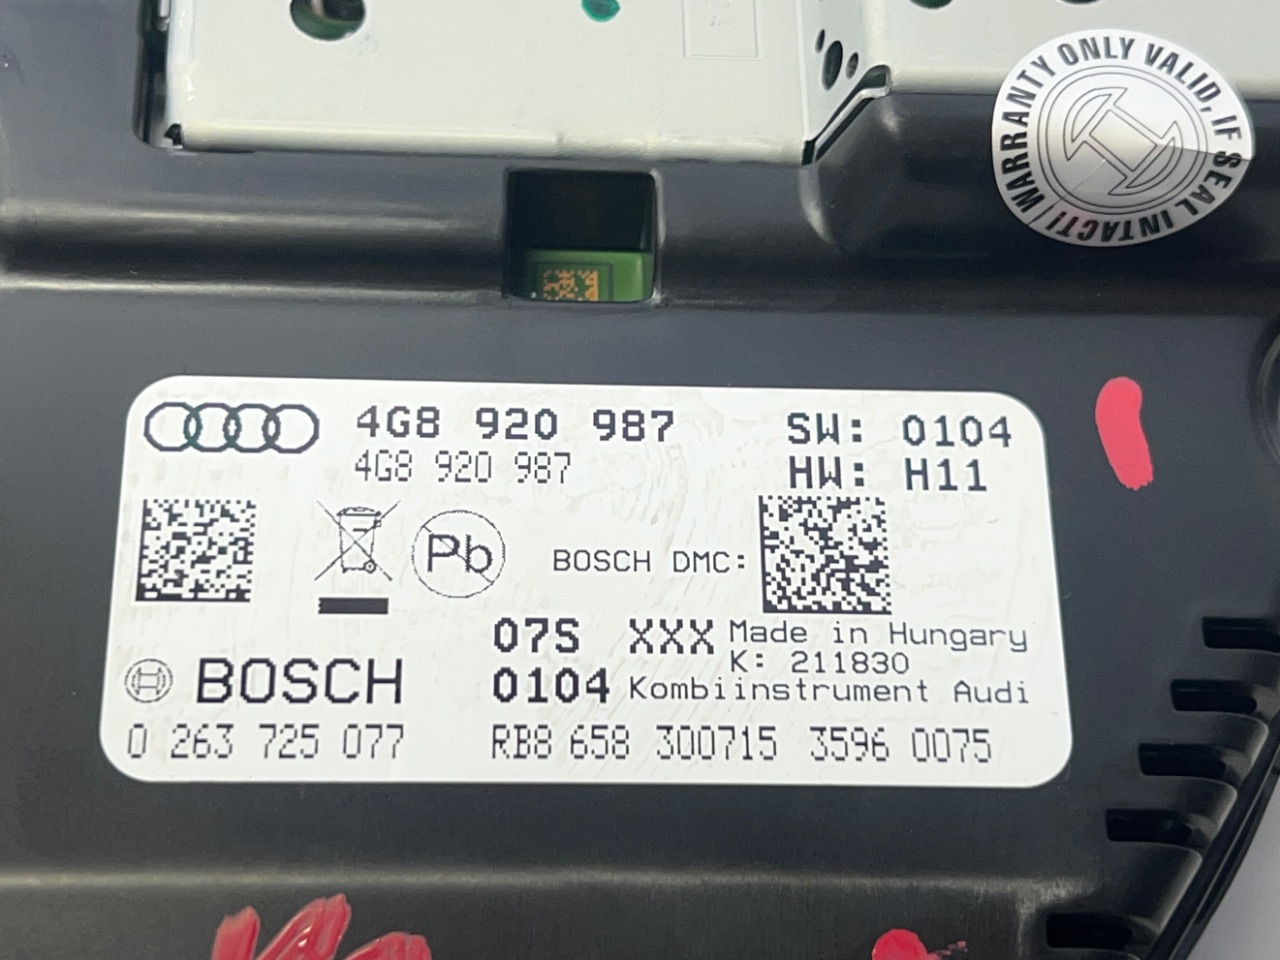 WARRANTY ONLY VALID, IF SEAL INTACT!
4G8 920 987 SW: 0104
4G8 920 987 HW: H11
Pb BOSCH DMC:
07S XXX Made in Hungary
K: 211830
BOSCH 0104 Kombiinstrument Audi
0 263 725 077 RB8 658 300715 3596 0075